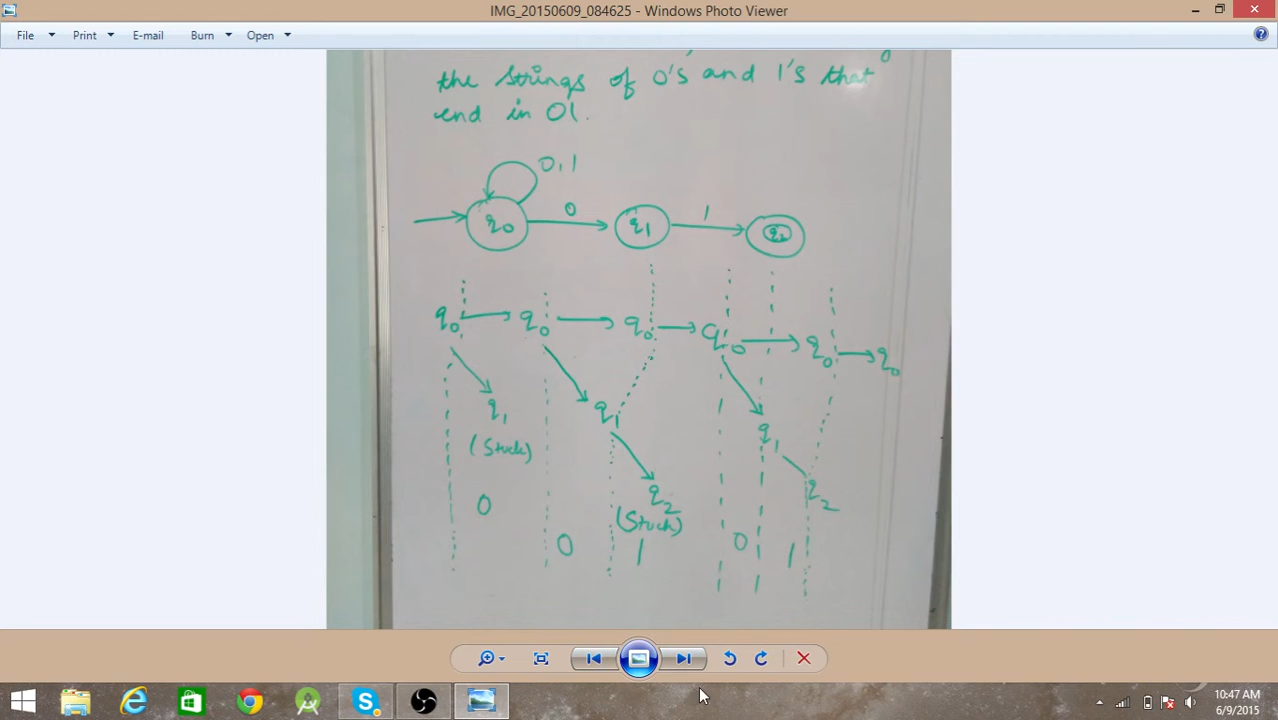 IMG_20150609_084625 - Windows Photo Viewer
File Print E-mail Burn Open
the strings of 0's and 1's that
end in 01.
0,1
q0 0 q1 1 q2
q0 q0 q0 q0 q0 q0
q1 q1 q1
(Stuck)
q2 q2
(Stuck)
0 0 1 0 1
10:47 AM
6/9/2015